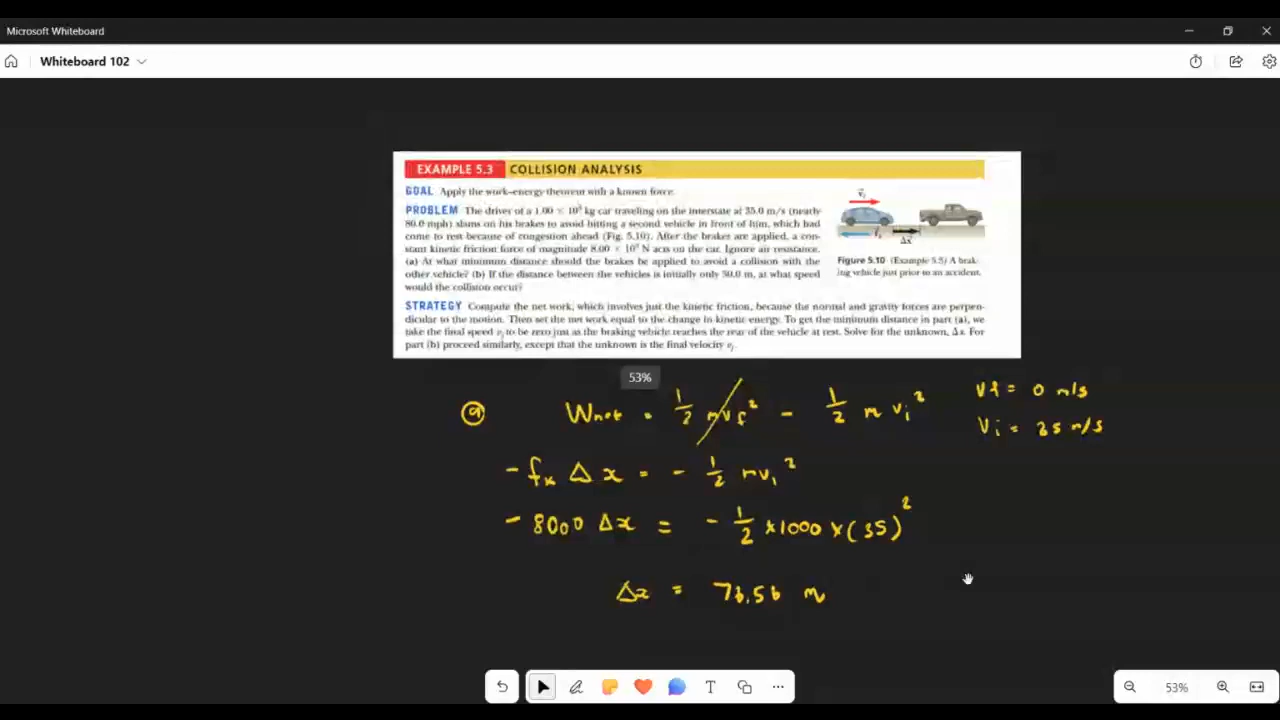 Microsoft Whiteboard
Whiteboard 102
EXAMPLE 5.3 COLLISION ANALYSIS
GOAL Apply the work–energy theorem with a known force.
PROBLEM The driver of a 1.00 × 10³ kg car traveling on the interstate at 35.0 m/s (nearly
80.0 mph) slams on his brakes to avoid hitting a second vehicle in front of him, which had
come to rest because of congestion ahead (Fig. 5.10). After the brakes are applied, a con-
stant kinetic friction force of magnitude 8.00 × 10³ N acts on the car. Ignore air resistance.
(a) At what minimum distance should the brakes be applied to avoid a collision with the
other vehicle? (b) If the distance between the vehicles is initially only 30.0 m, at what speed
would the collision occur?
Δx
Figure 5.10 (Example 5.3) A brak-
ing vehicle just prior to an accident.
STRATEGY Compute the net work, which involves just the kinetic friction, because the normal and gravity forces are perpen-
dicular to the motion. Then set the net work equal to the change in kinetic energy. To get the minimum distance in part (a), we
take the final speed vf to be zero just as the braking vehicle reaches the rear of the vehicle at rest. Solve for the unknown, Δx. For
part (b) proceed similarly, except that the unknown is the final velocity vf.
53%
ⓐ Wnet = 1/2 mvf² - 1/2 m vi²
vf = 0 m/s
vi = 35 m/s
- fk Δx = - 1/2 mvi²
- 8000 Δx = - 1/2 × 1000 × (35)²
Δx = 76.56 m
53%